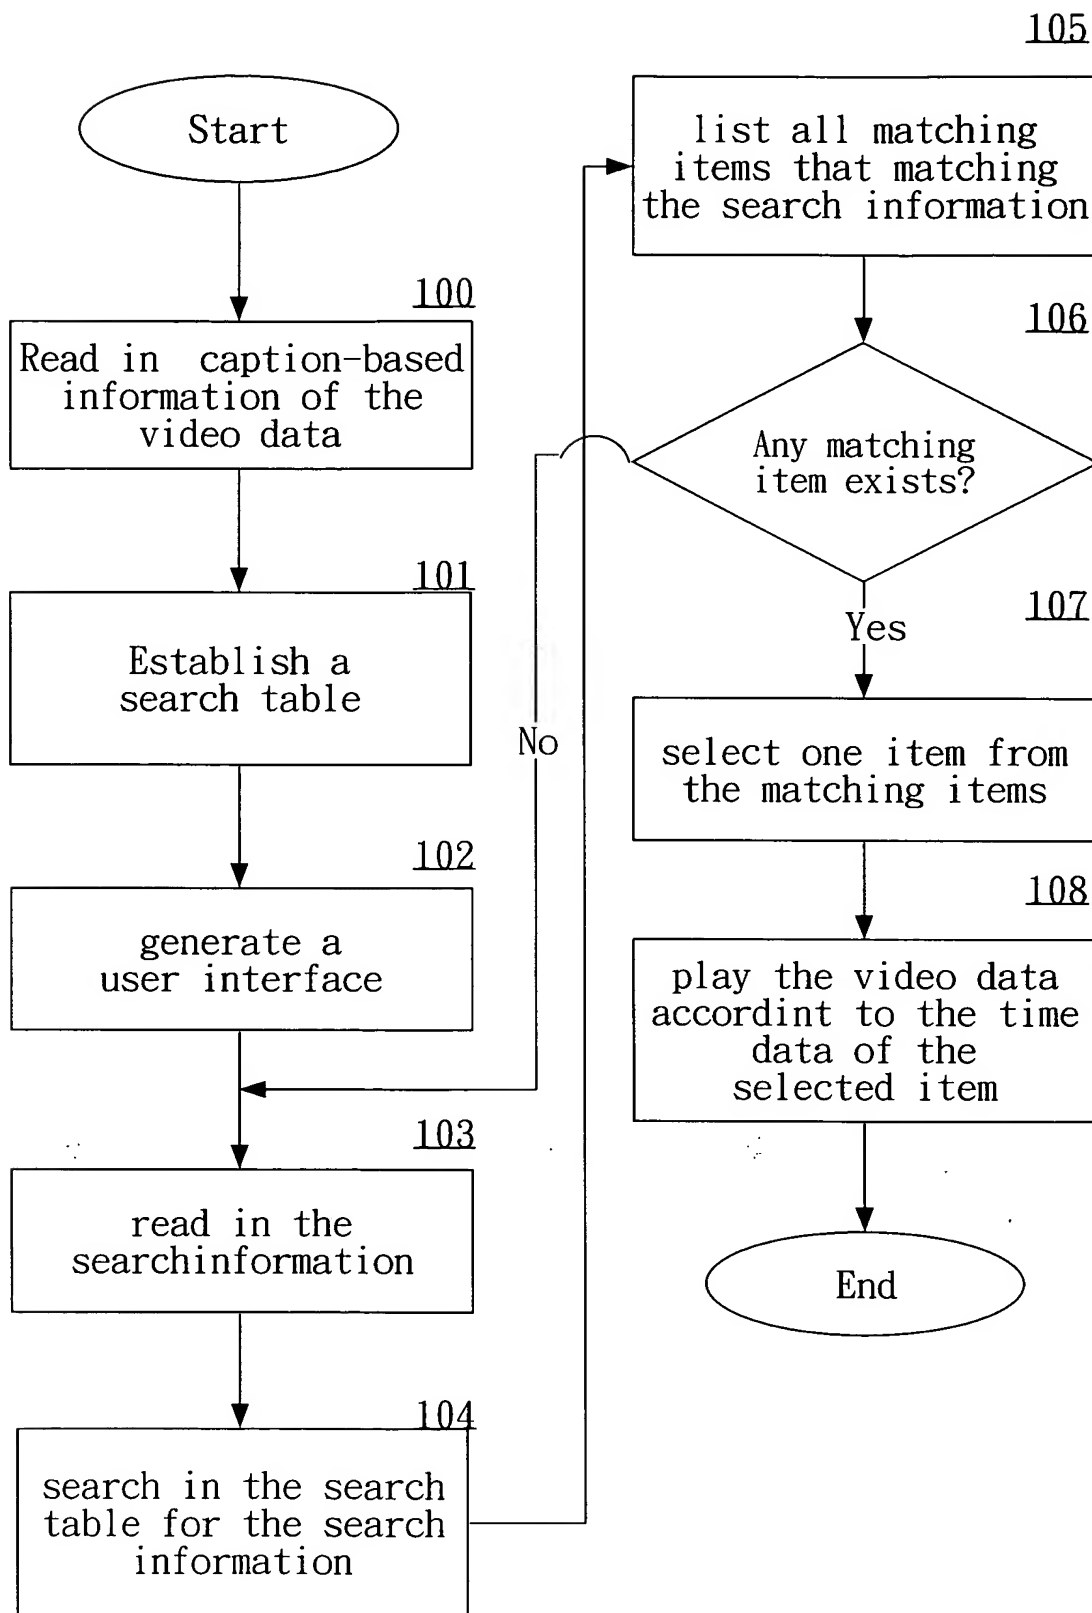 Start
100
Read in caption-based
information of the
video data
101
Establish a
search table
102
generate a
user interface
No
103
read in the
searchinformation
104
search in the search
table for the search
information
105
list all matching
items that matching
the search information
106
Any matching
item exists?
Yes
107
select one item from
the matching items
108
play the video data
accordint to the time
data of the
selected item
End